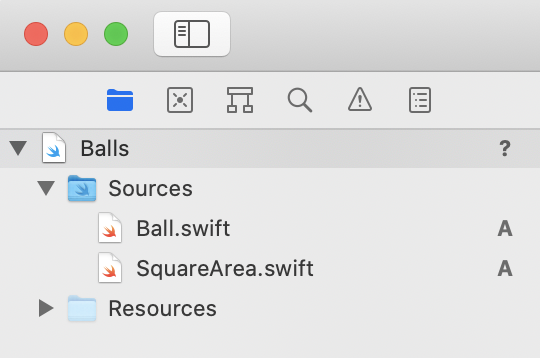 Balls ?
Sources
Ball.swift A
SquareArea.swift A
Resources